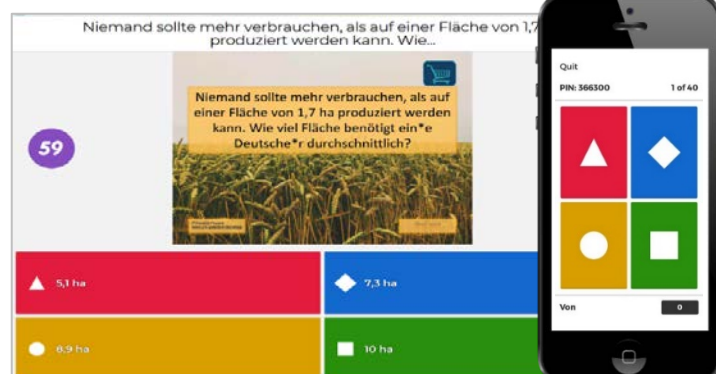 Niemand sollte mehr verbrauchen, als auf einer Fläche von 1,7
produziert werden kann. Wie...
Niemand sollte mehr verbrauchen, als auf
einer Fläche von 1,7 ha produziert werden
kann. Wie viel Fläche benötigt ein*e
Deutsche*r durchschnittlich?
59
5,1 ha
7,3 ha
8,9 ha
10 ha
Quit
PIN: 366300
1 of 40
Von
0